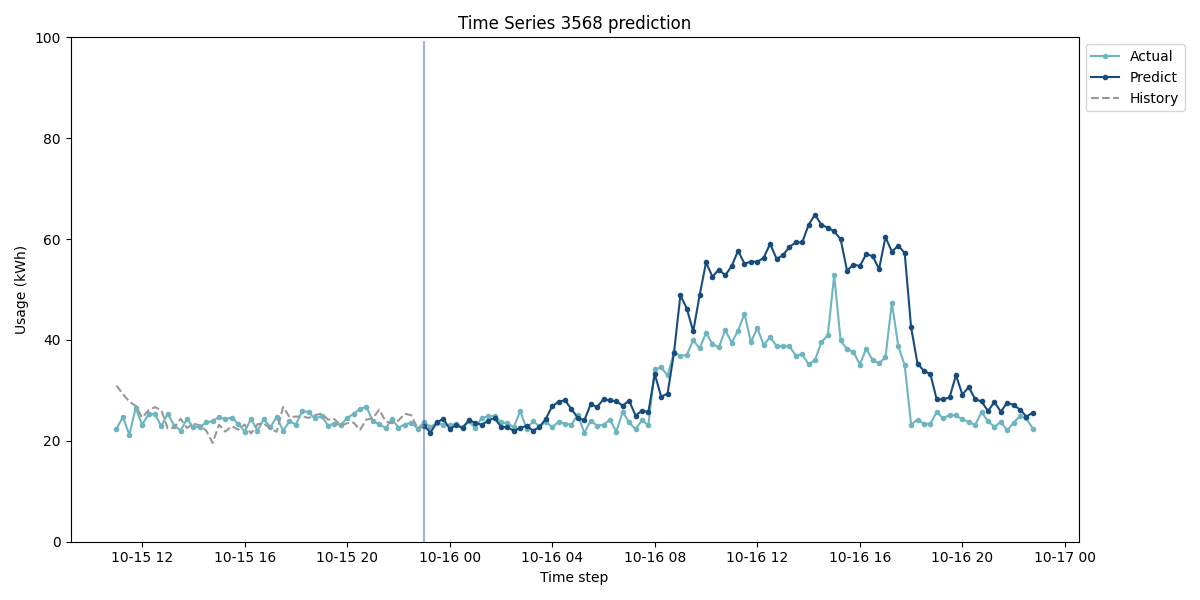 Time Series 3568 prediction
100
80
60
40
20
0
Usage (kWh)
10-15 12
10-15 16
10-15 20
10-16 00
10-16 04
10-16 08
10-16 12
10-16 16
10-16 20
10-17 00
Time step
Actual
Predict
History